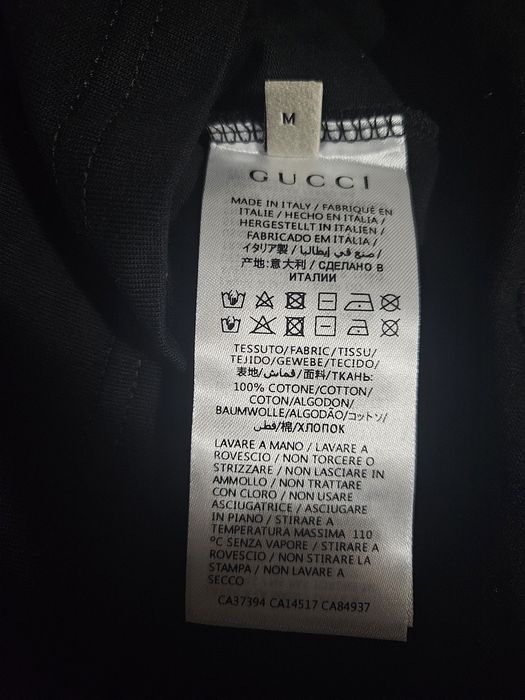 M
GUCCI
MADE IN ITALY / FABRIQUÉ EN
ITALIE / HECHO EN ITALIA /
HERGESTELLT IN ITALIEN /
FABRICADO EM ITÁLIA /
イタリア製 / صنع في إيطاليا /
产地:意大利 / СДЕЛАНО В
ИТАЛИИ
TESSUTO/FABRIC/TISSU/
TEJIDO/GEWEBE/TECIDO/
表地/قماش/面料/ТКАНЬ:
100% COTONE/COTTON/
COTON/ALGODON/
BAUMWOLLE/ALGODÃO/コットン/
قطن/棉/ХЛОПОК
LAVARE A MANO / LAVARE A
ROVESCIO / NON TORCERE O
STRIZZARE / NON LASCIARE IN
AMMOLLO / NON TRATTARE
CON CLORO / NON USARE
ASCIUGATRICE / ASCIUGARE
IN PIANO / STIRARE A
TEMPERATURA MASSIMA 110
°C SENZA VAPORE / STIRARE A
ROVESCIO / NON STIRARE LA
STAMPA / NON LAVARE A
SECCO
CA37394 CA14517 CA84937